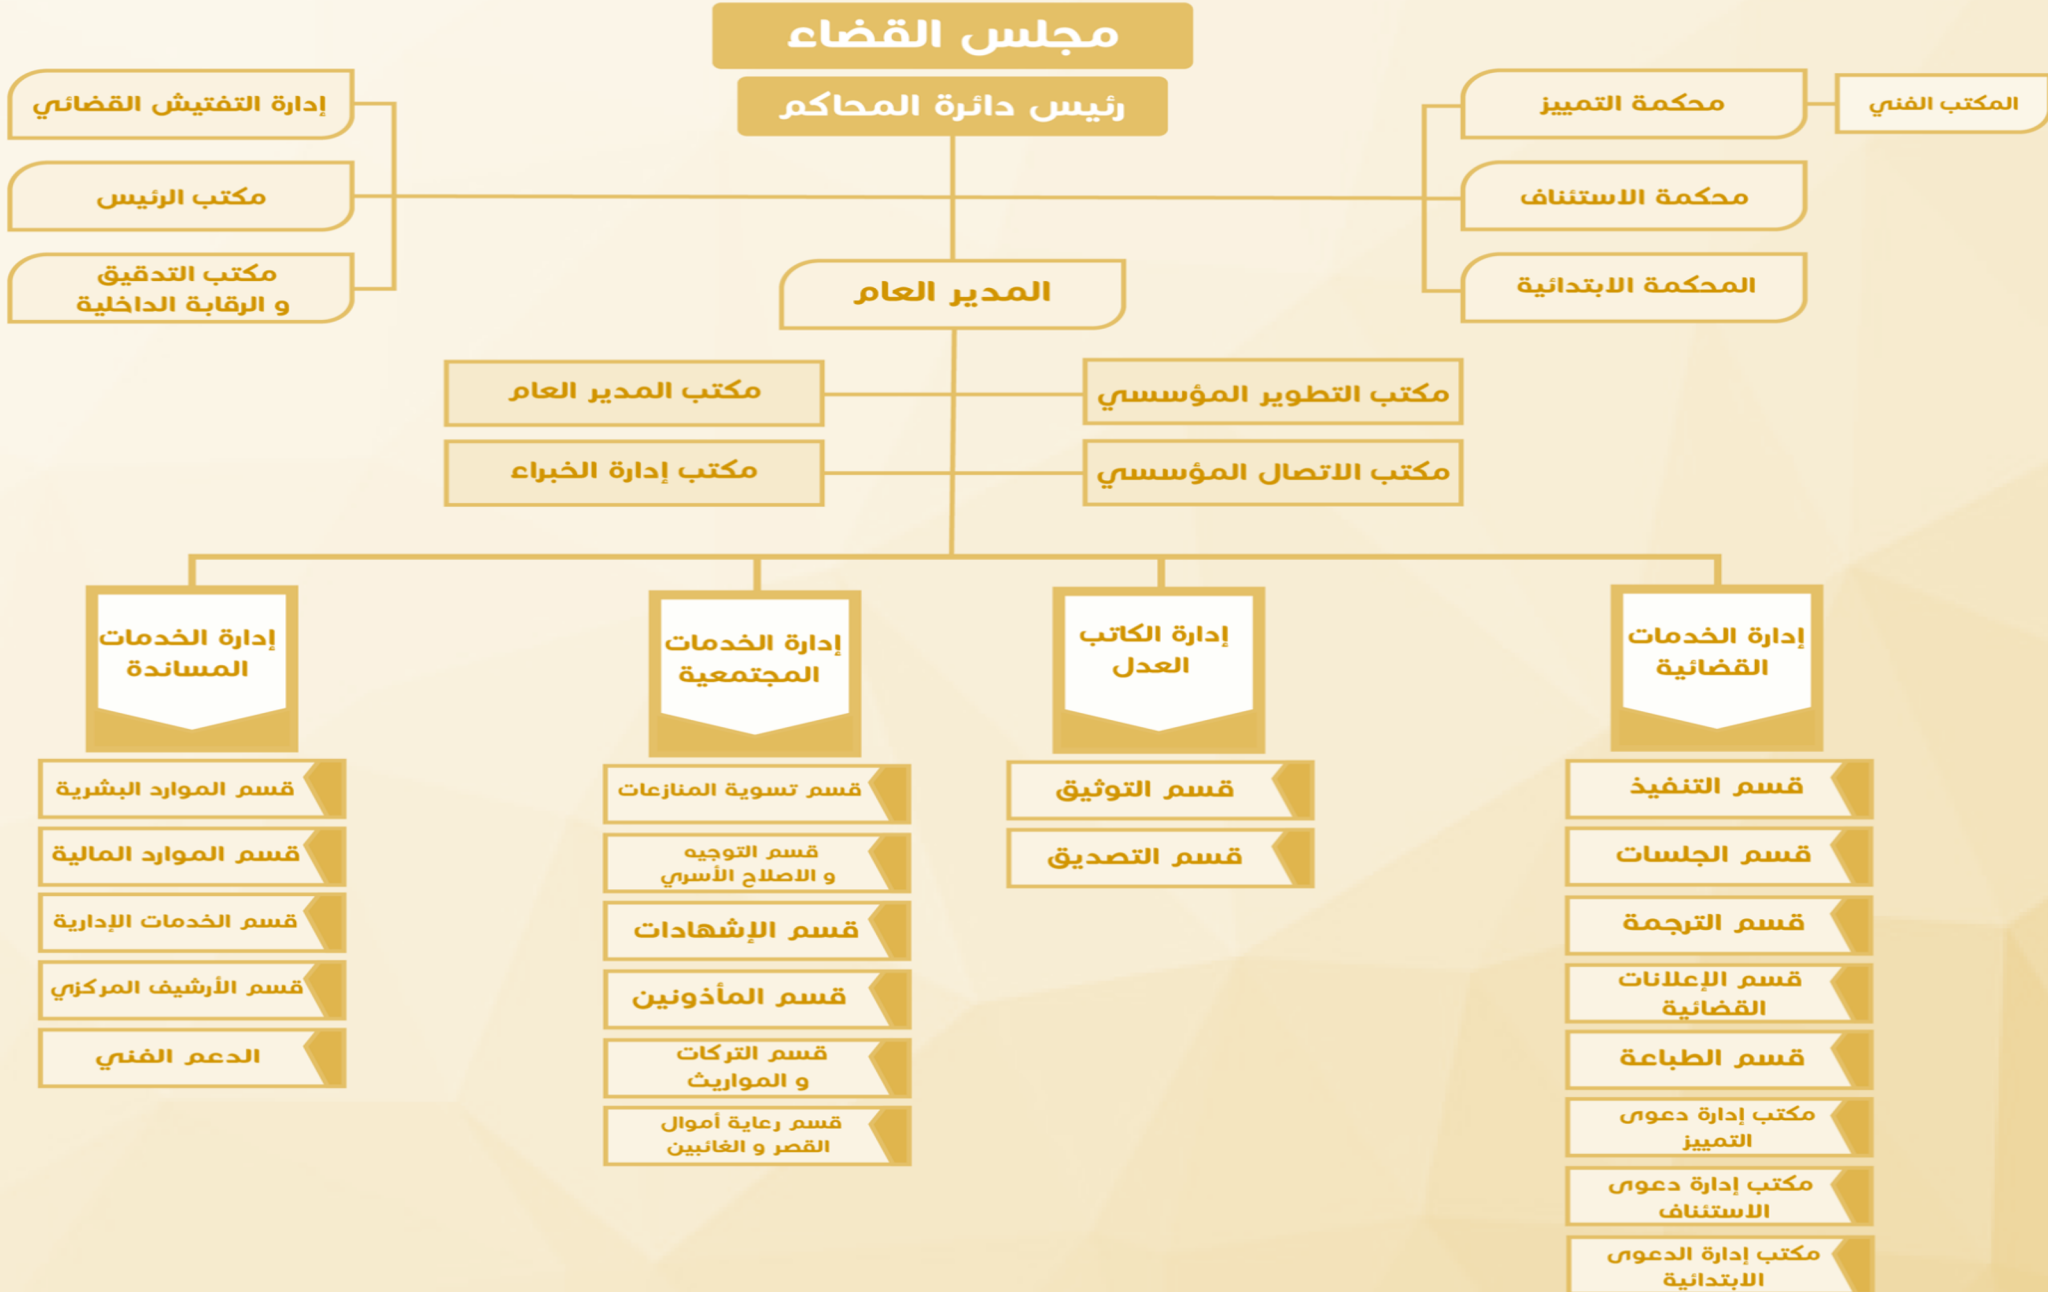 مجلس القضاء
رئيس دائرة المحاكم
المكتب الفني
محكمة التمييز
محكمة الاستئناف
المحكمة الابتدائية
إدارة التفتيش القضائي
مكتب الرئيس
مكتب التدقيق
و الرقابة الداخلية
المدير العام
مكتب التطوير المؤسسي
مكتب المدير العام
مكتب الاتصال المؤسسي
مكتب إدارة الخبراء
إدارة الخدمات
القضائية
قسم التنفيذ
قسم الجلسات
قسم الترجمة
قسم الإعلانات
القضائية
قسم الطباعة
مكتب إدارة دعوى
التمييز
مكتب إدارة دعوى
الاستئناف
مكتب إدارة الدعوى
الابتدائية
إدارة الكاتب
العدل
قسم التوثيق
قسم التصديق
إدارة الخدمات
المجتمعية
قسم تسوية المنازعات
قسم التوجيه
و الاصلاح الأسري
قسم الإشهادات
قسم المأذونين
قسم التركات
و المواريث
قسم رعاية أموال
القصر و الغائبين
إدارة الخدمات
المساندة
قسم الموارد البشرية
قسم الموارد المالية
قسم الخدمات الإدارية
قسم الأرشيف المركزي
الدعم الفني